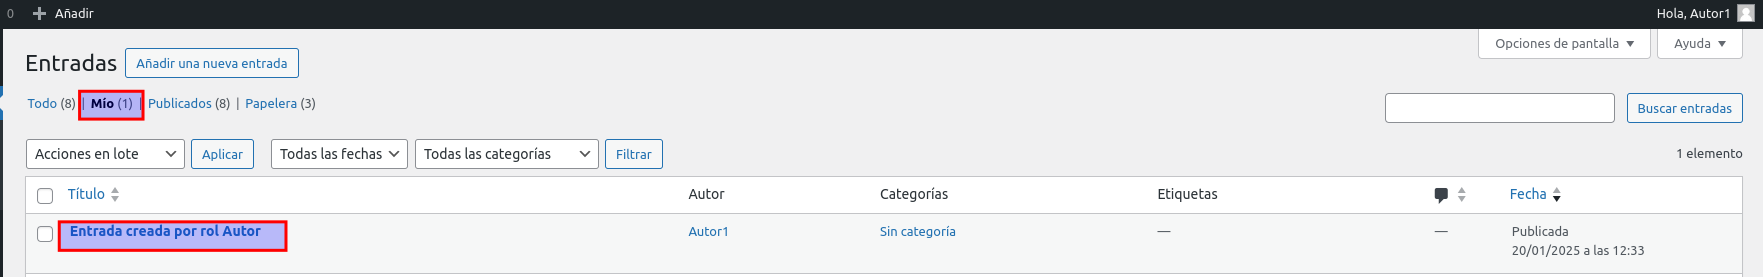 0 Añadir Hola, Autor1
Opciones de pantalla Ayuda
Entradas Añadir una nueva entrada
Todo (8) | Mío (1) | Publicados (8) | Papelera (3)
Buscar entradas
Acciones en lote Aplicar Todas las fechas Todas las categorías Filtrar 1 elemento
Título Autor Categorías Etiquetas Fecha
Entrada creada por rol Autor Autor1 Sin categoría — — Publicada
20/01/2025 a las 12:33